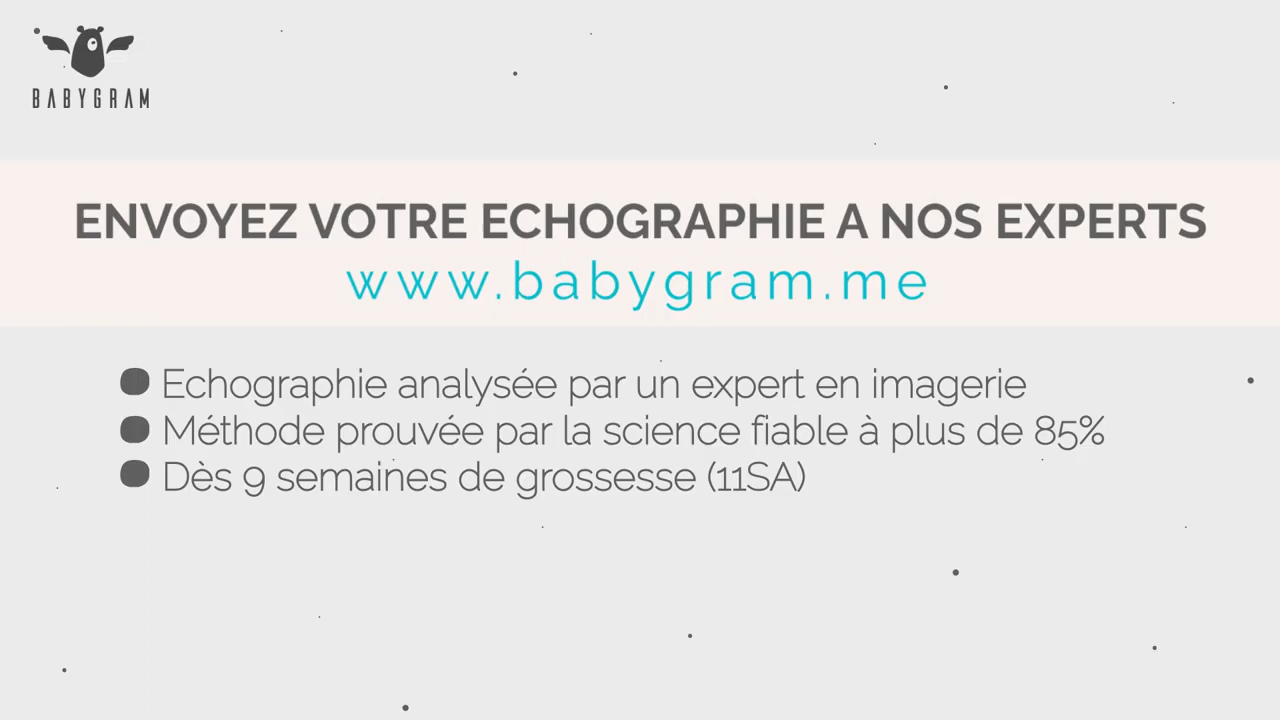 BABYGRAM
ENVOYEZ VOTRE ECHOGRAPHIE A NOS EXPERTS
www.babygram.me
Echographie analysée par un expert en imagerie
Méthode prouvée par la science fiable à plus de 85%
Dès 9 semaines de grossesse (11SA)